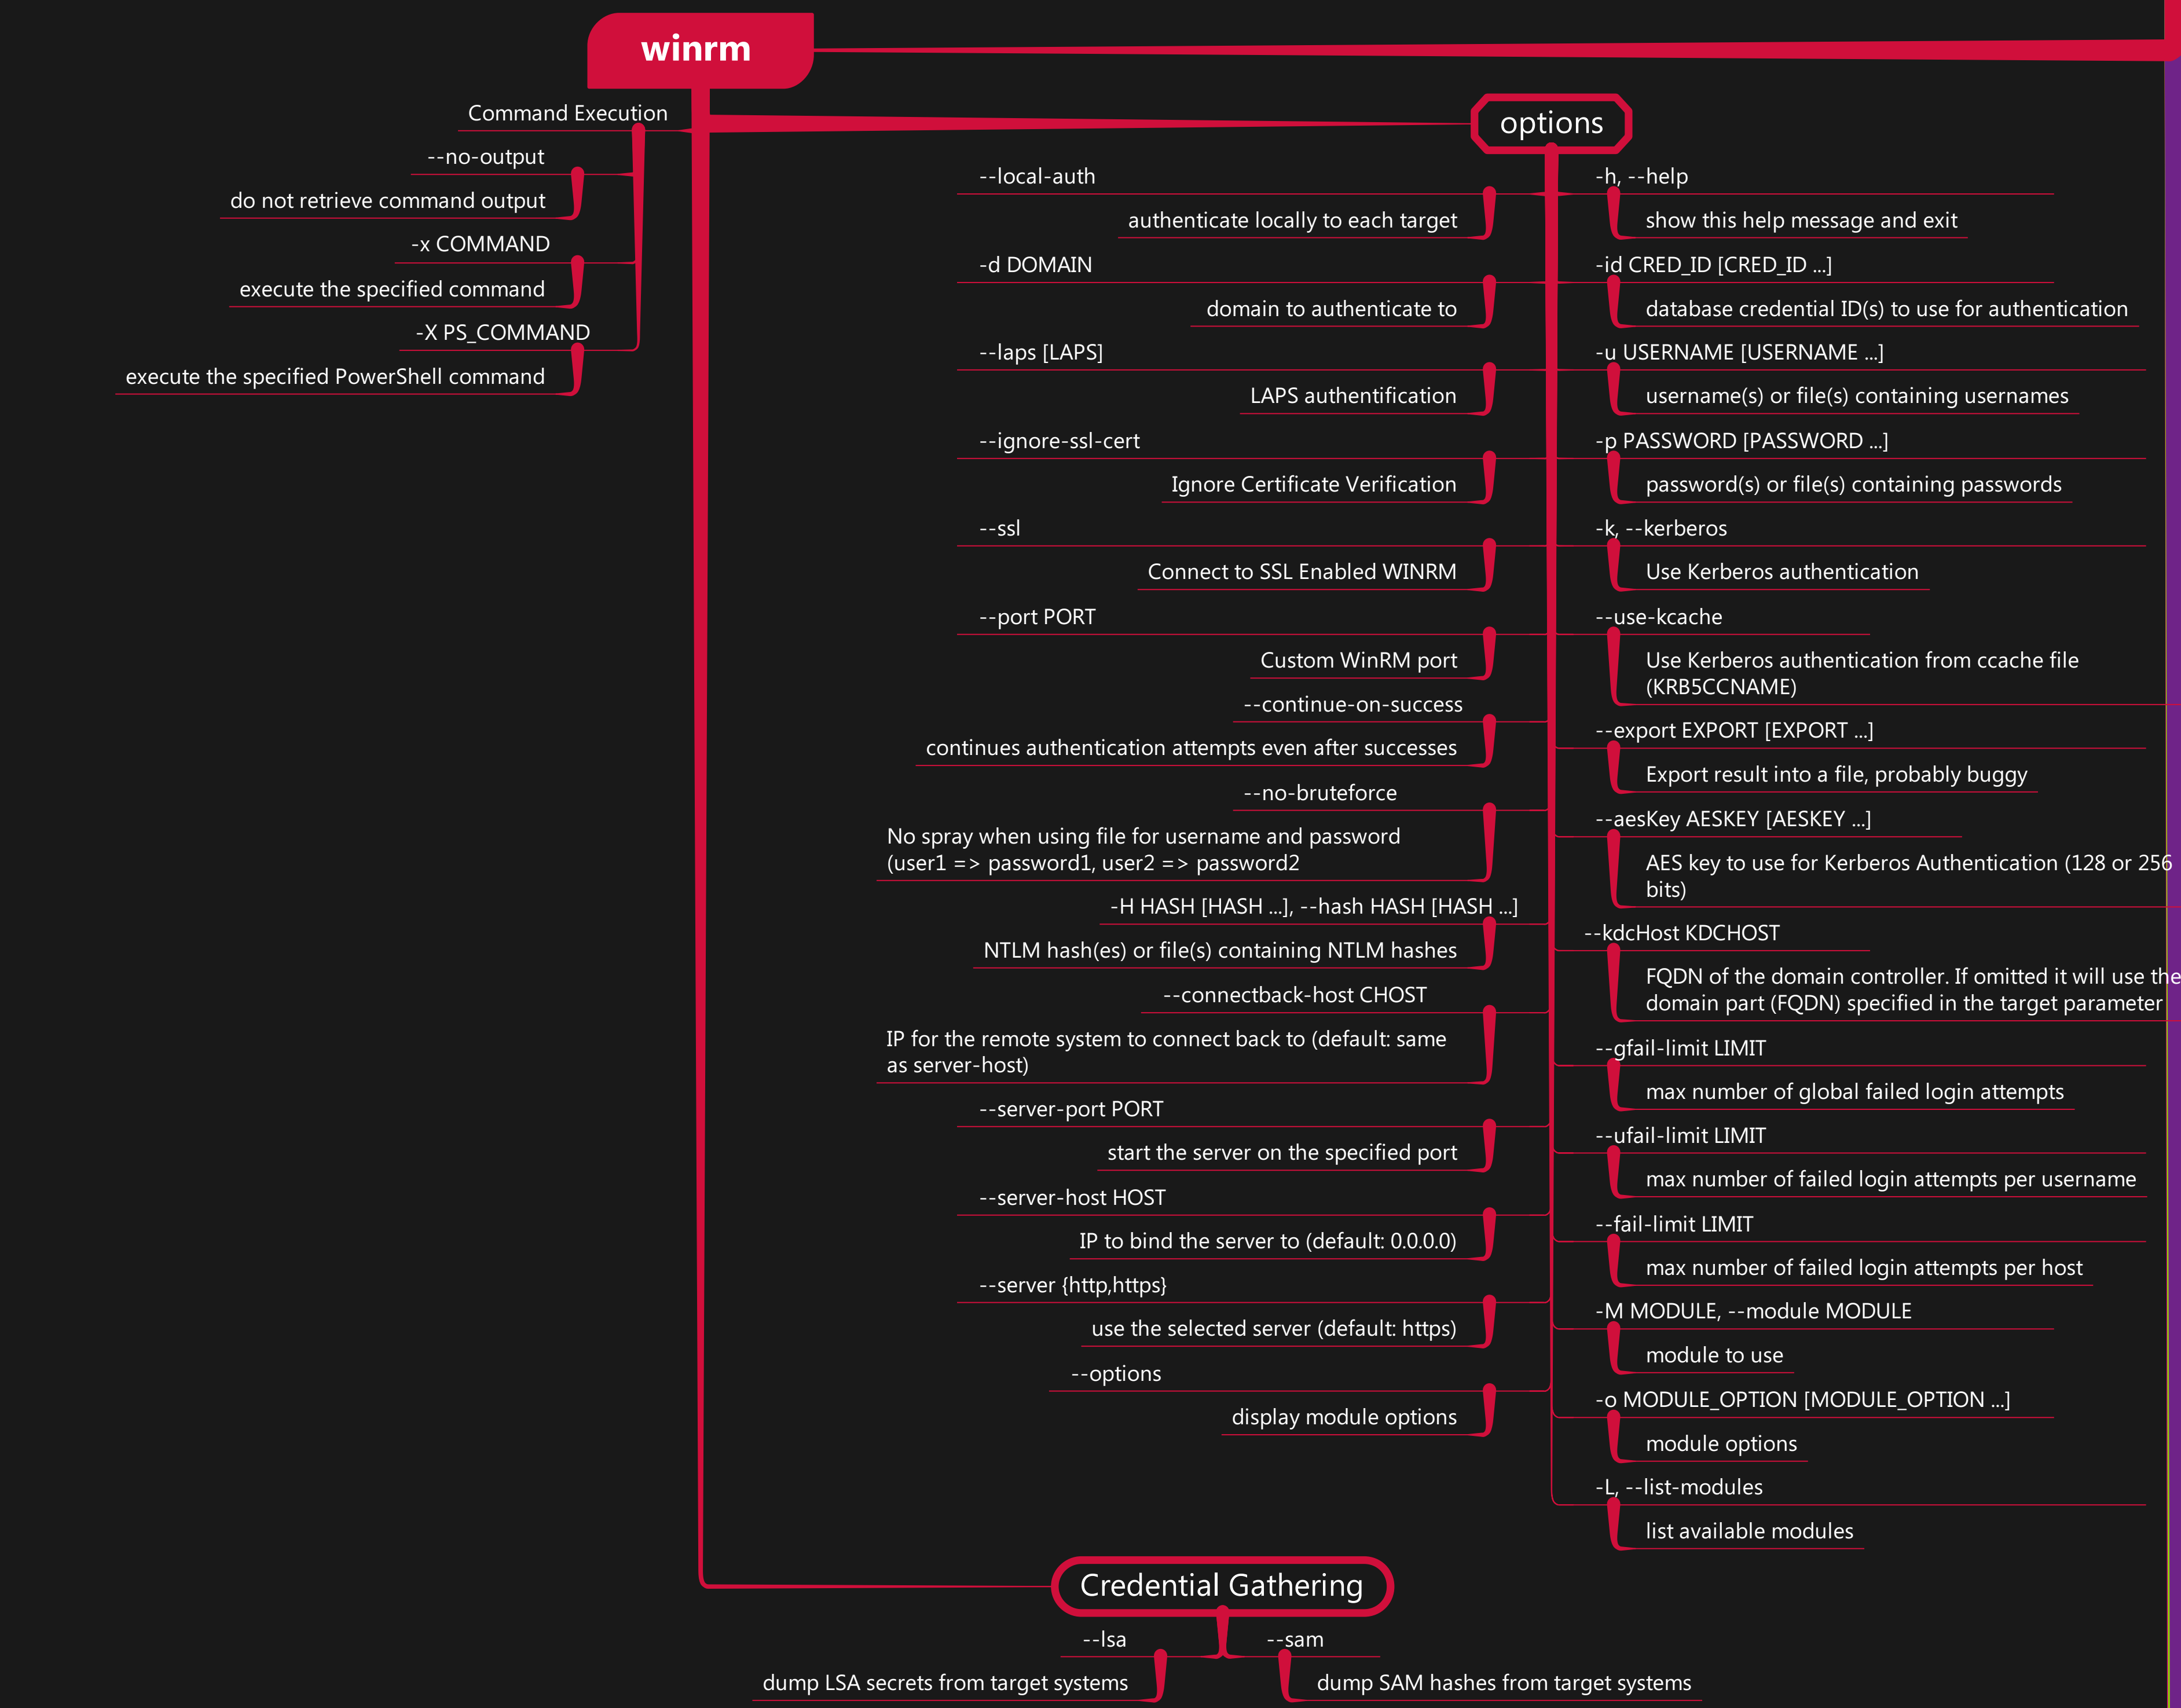 winrm
Command Execution
--no-output
do not retrieve command output
-x COMMAND
execute the specified command
-X PS_COMMAND
execute the specified PowerShell command
options
--local-auth
authenticate locally to each target
-d DOMAIN
domain to authenticate to
--laps [LAPS]
LAPS authentification
--ignore-ssl-cert
Ignore Certificate Verification
--ssl
Connect to SSL Enabled WINRM
--port PORT
Custom WinRM port
--continue-on-success
continues authentication attempts even after successes
--no-bruteforce
No spray when using file for username and password
(user1 => password1, user2 => password2
-H HASH [HASH ...], --hash HASH [HASH ...]
NTLM hash(es) or file(s) containing NTLM hashes
--connectback-host CHOST
IP for the remote system to connect back to (default: same
as server-host)
--server-port PORT
start the server on the specified port
--server-host HOST
IP to bind the server to (default: 0.0.0.0)
--server {http,https}
use the selected server (default: https)
--options
display module options
-h, --help
show this help message and exit
-id CRED_ID [CRED_ID ...]
database credential ID(s) to use for authentication
-u USERNAME [USERNAME ...]
username(s) or file(s) containing usernames
-p PASSWORD [PASSWORD ...]
password(s) or file(s) containing passwords
-k, --kerberos
Use Kerberos authentication
--use-kcache
Use Kerberos authentication from ccache file
(KRB5CCNAME)
--export EXPORT [EXPORT ...]
Export result into a file, probably buggy
--aesKey AESKEY [AESKEY ...]
AES key to use for Kerberos Authentication (128 or 256
bits)
--kdcHost KDCHOST
FQDN of the domain controller. If omitted it will use the
domain part (FQDN) specified in the target parameter
--gfail-limit LIMIT
max number of global failed login attempts
--ufail-limit LIMIT
max number of failed login attempts per username
--fail-limit LIMIT
max number of failed login attempts per host
-M MODULE, --module MODULE
module to use
-o MODULE_OPTION [MODULE_OPTION ...]
module options
-L, --list-modules
list available modules
Credential Gathering
--lsa
dump LSA secrets from target systems
--sam
dump SAM hashes from target systems